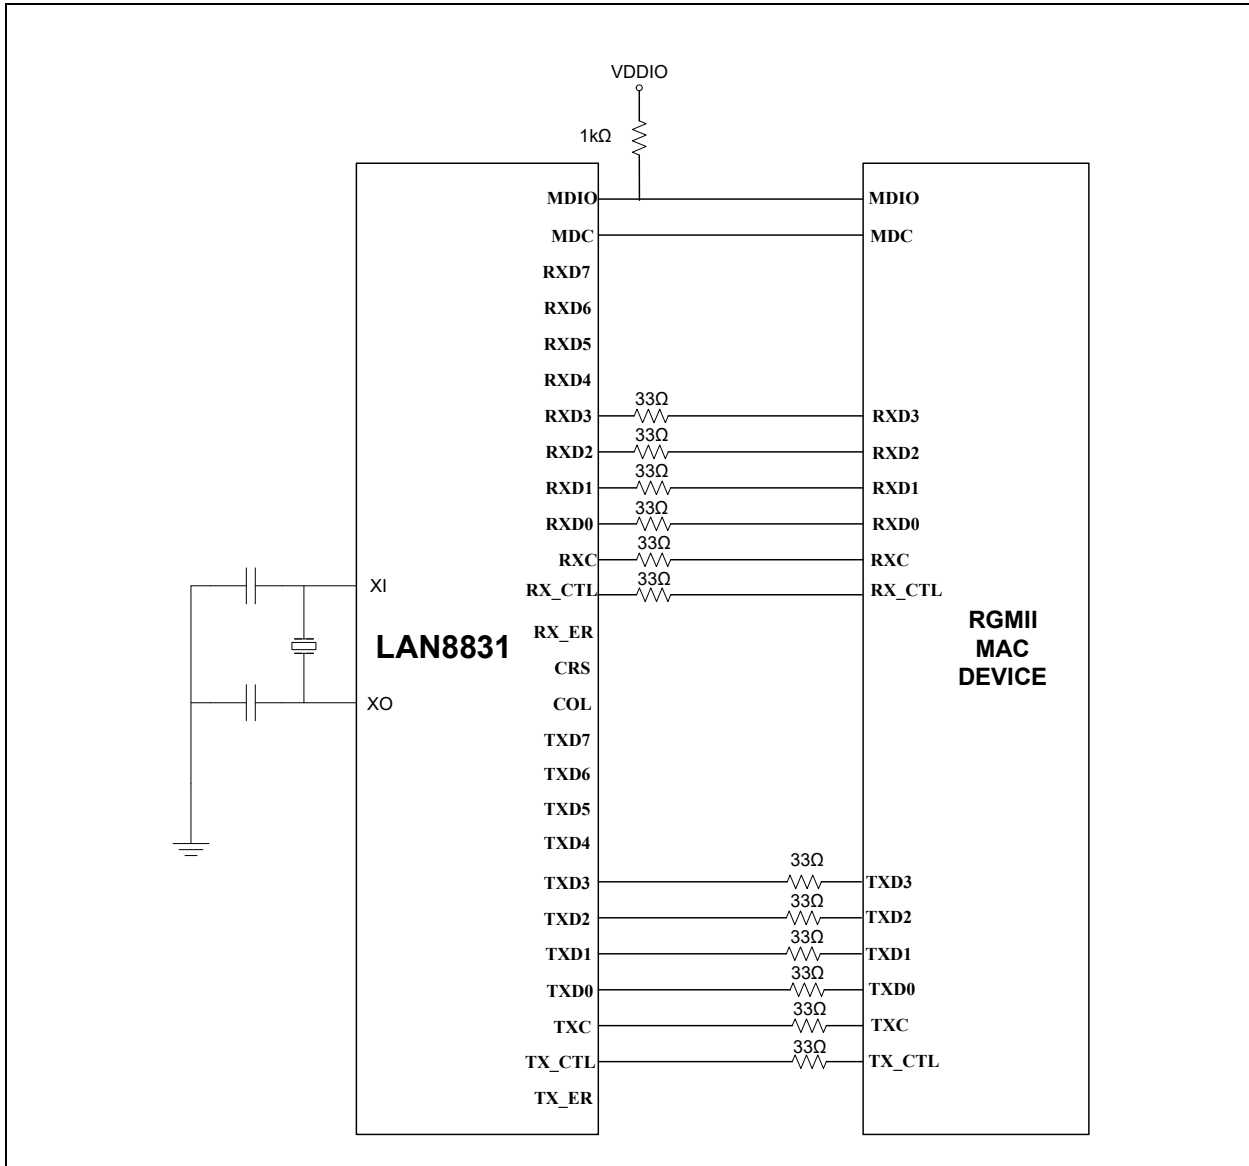 VDDIO
1kΩ
MDIO MDIO
MDC MDC
RXD7
RXD6
RXD5
RXD4
33Ω
RXD3 RXD3
33Ω
RXD2 RXD2
33Ω
RXD1 RXD1
33Ω
RXD0 RXD0
33Ω
RXC RXC
33Ω
XI
RX_CTL RX_CTL
RX_ER
LAN8831
RGMII
MAC
DEVICE
CRS
XO
COL
TXD7
TXD6
TXD5
TXD4
33Ω
TXD3 TXD3
33Ω
TXD2 TXD2
33Ω
TXD1 TXD1
33Ω
TXD0 TXD0
33Ω
TXC TXC
33Ω
TX_CTL TX_CTL
TX_ER